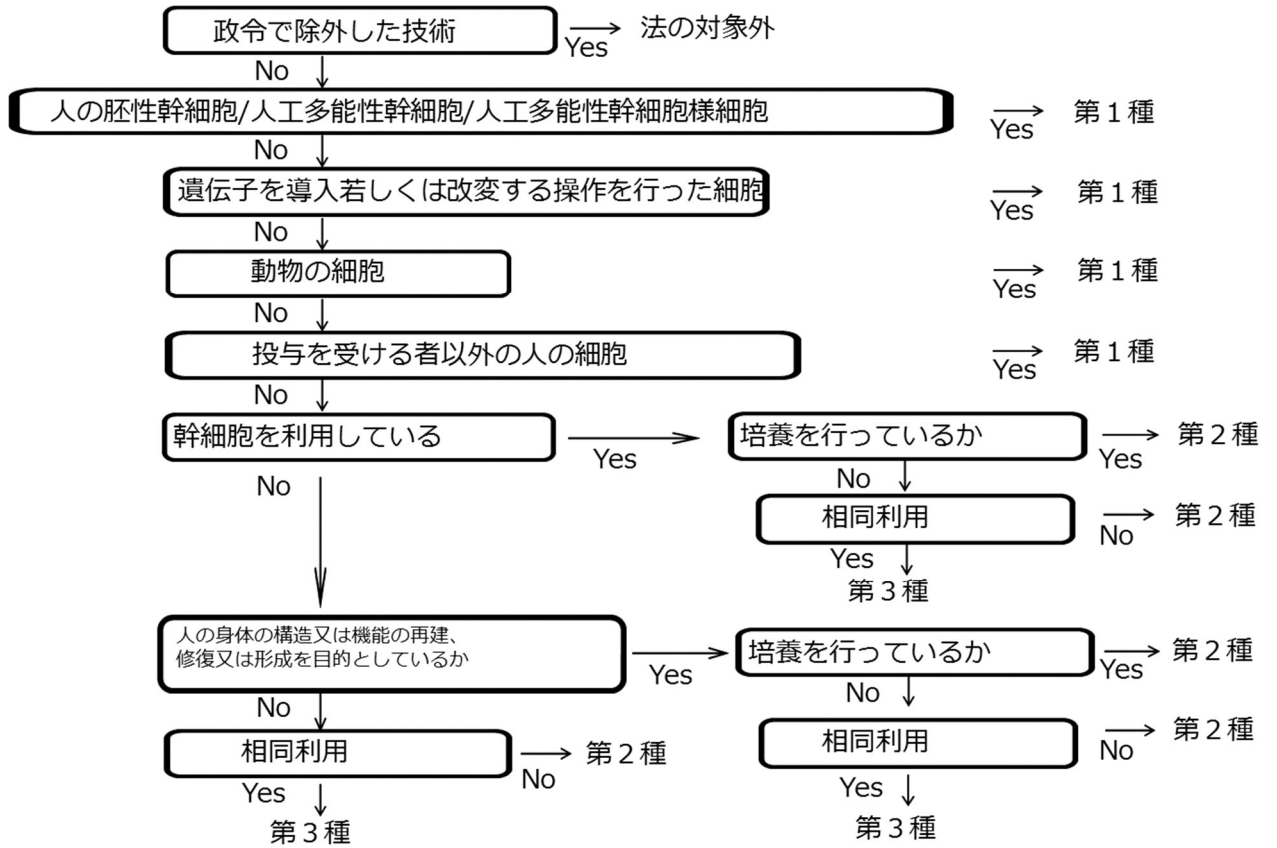 政令で除外した技術
Yes
法の対象外
No
人の胚性幹細胞/人工多能性幹細胞/人工多能性幹細胞様細胞
Yes
第１種
No
遺伝子を導入若しくは改変する操作を行った細胞
Yes
第１種
No
動物の細胞
Yes
第１種
No
投与を受ける者以外の人の細胞
Yes
第１種
No
幹細胞を利用している
Yes
培養を行っているか
Yes
第２種
No
No
相同利用
No
第２種
Yes
第３種
人の身体の構造又は機能の再建、
修復又は形成を目的としているか
Yes
培養を行っているか
Yes
第２種
No
No
相同利用
No
第２種
相同利用
No
第２種
Yes
第３種
Yes
第３種